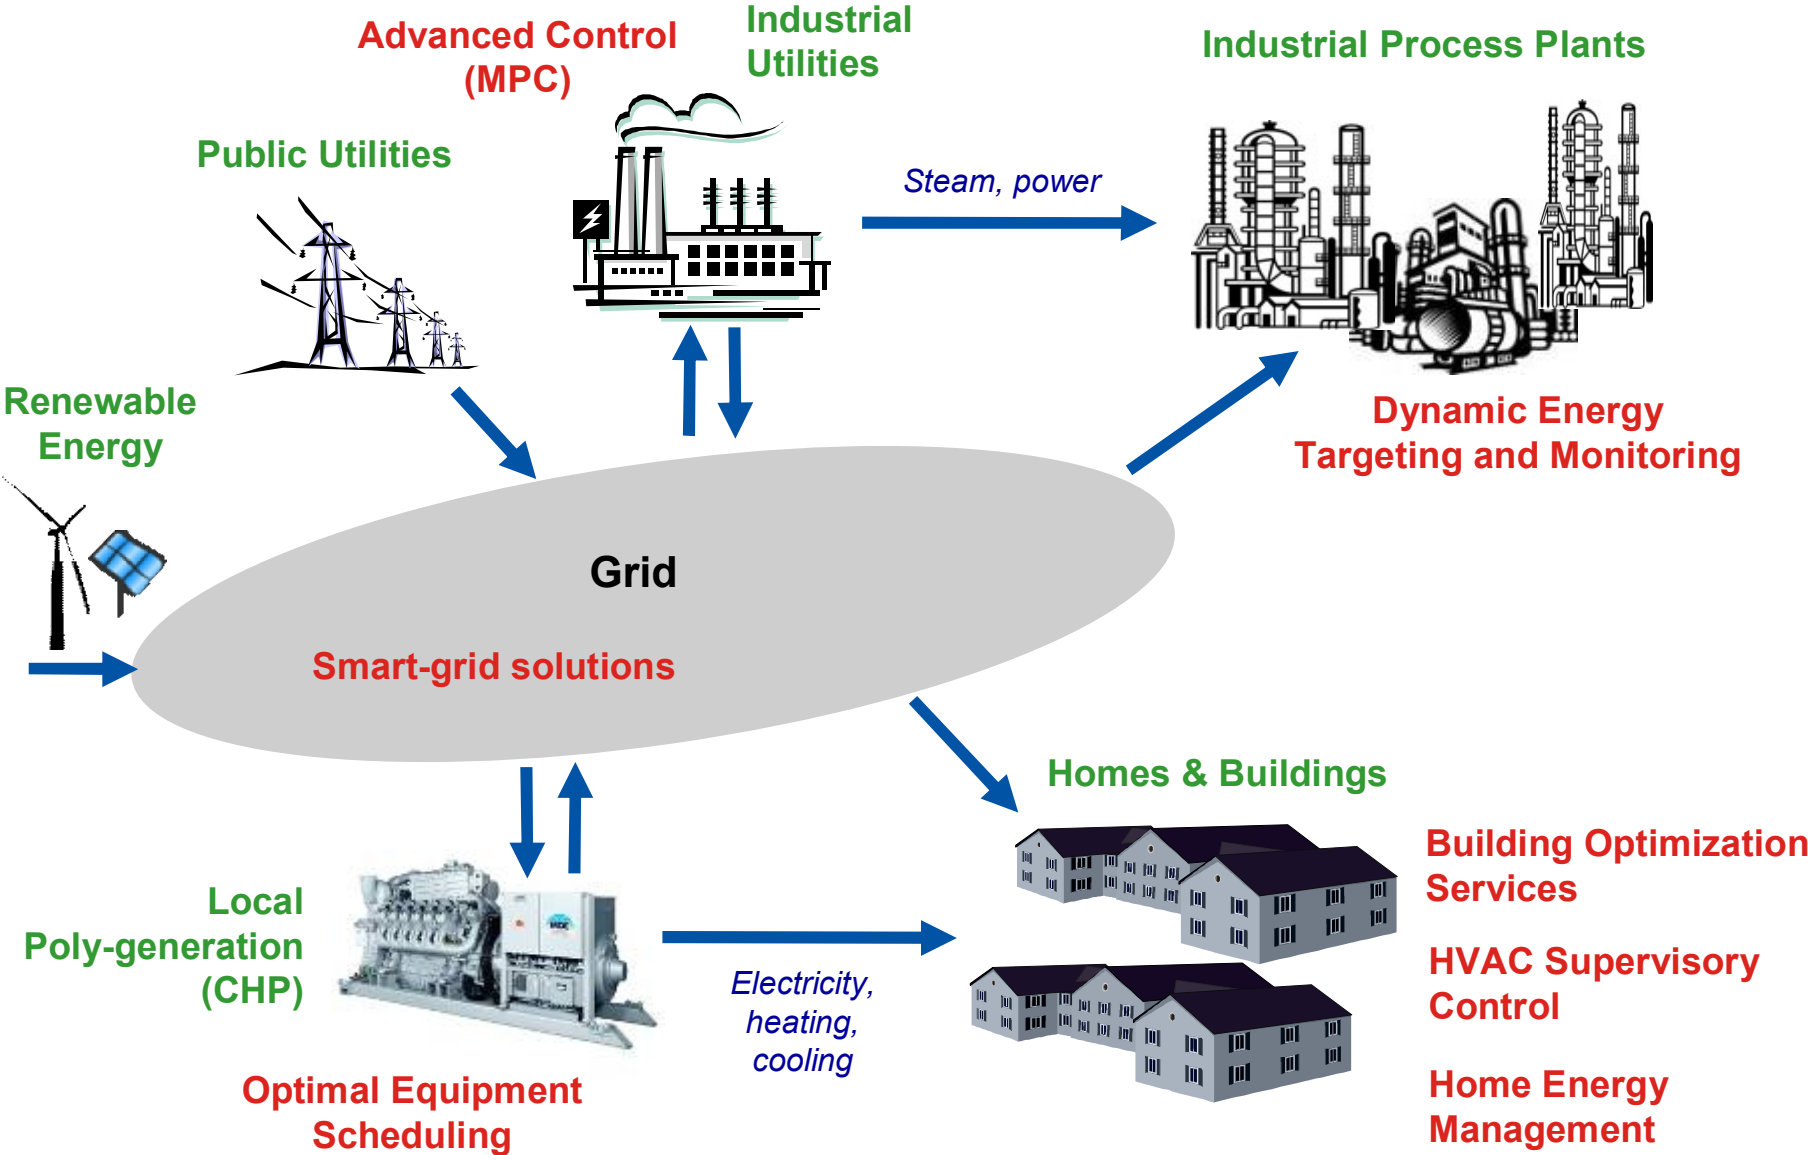 Advanced Control
(MPC)
Industrial
Utilities
Industrial Process Plants
Public Utilities
Steam, power
Renewable
Energy
Dynamic Energy
Targeting and Monitoring
Grid
Smart-grid solutions
Homes & Buildings
Building Optimization
Services
Local
Poly-generation
(CHP)
HVAC Supervisory
Control
Electricity,
heating,
cooling
Optimal Equipment
Scheduling
Home Energy
Management